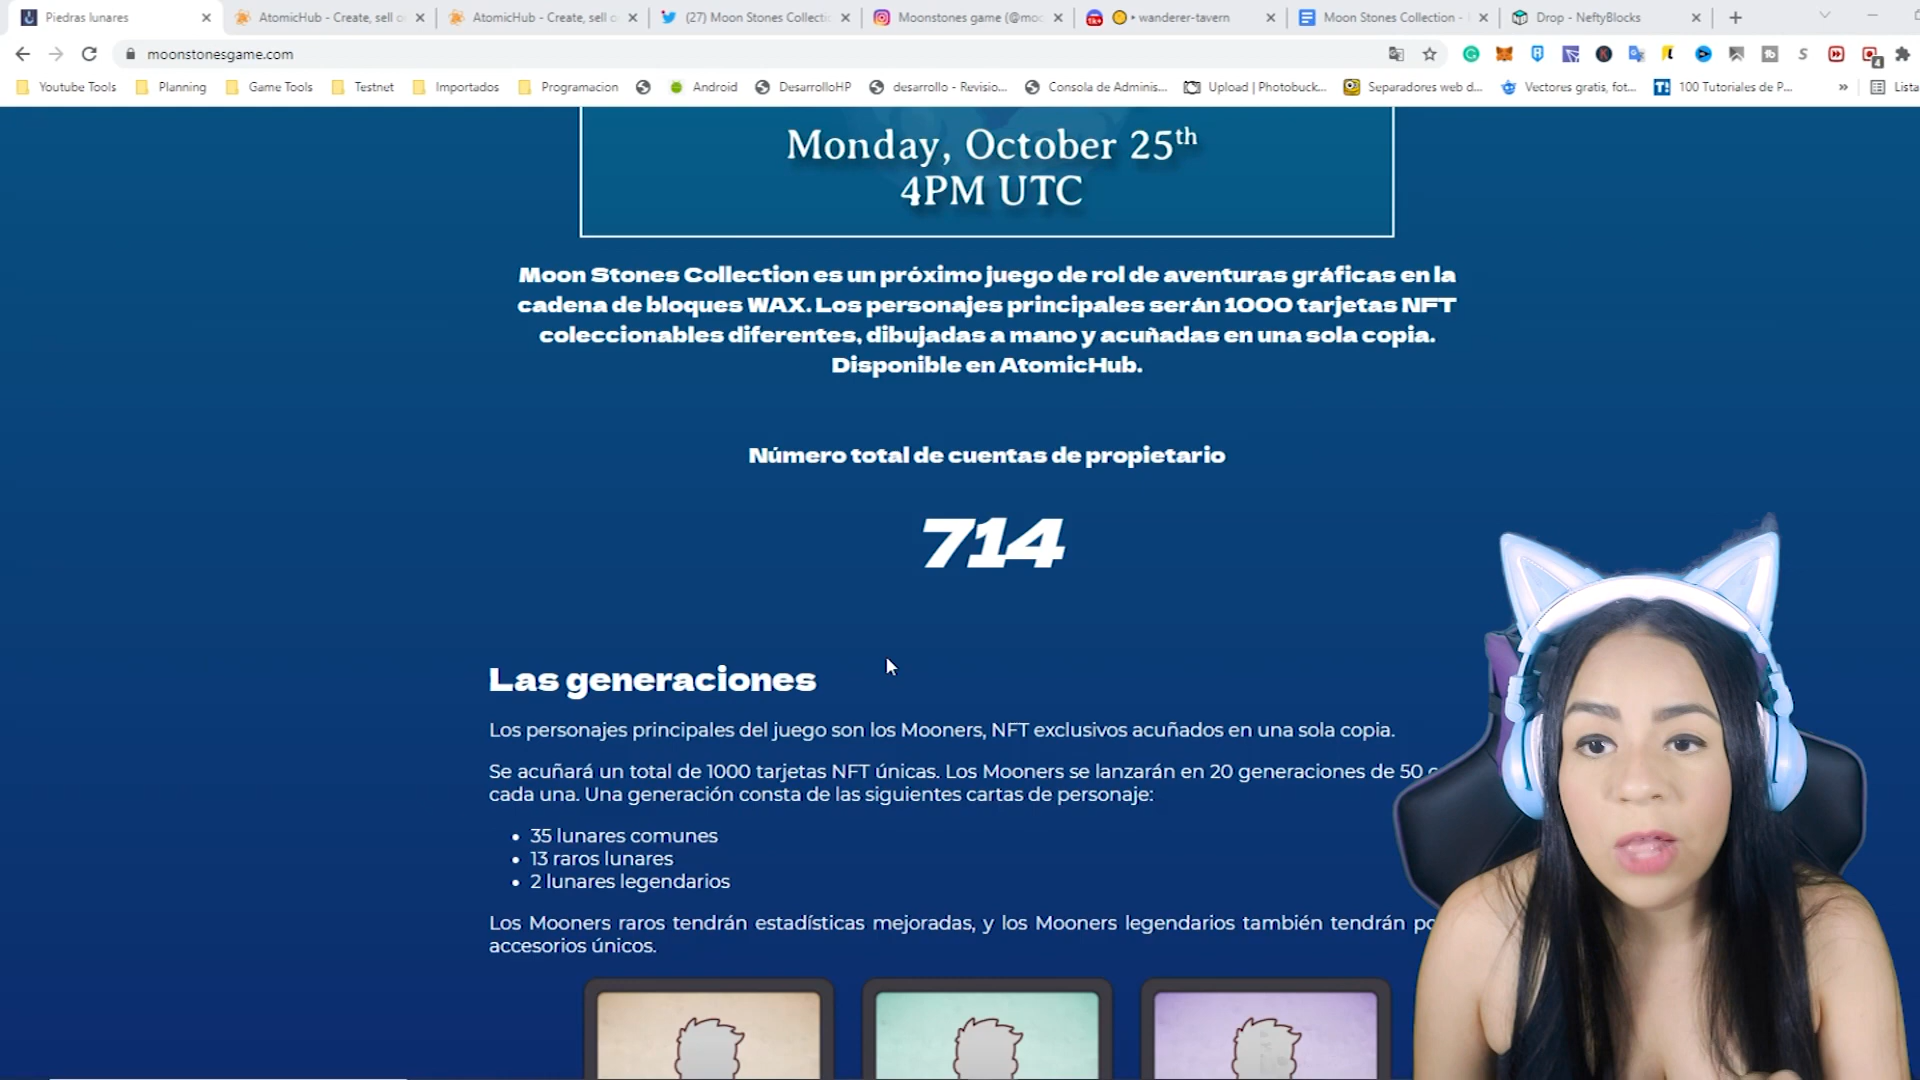 Piedras lunares
AtomicHub - Create, sell o
AtomicHub - Create, sell o
(27) Moon Stones Collectio
Moonstones game (@moo
• wanderer-tavern
Moon Stones Collection -
Drop - NeftyBlocks
moonstonesgame.com
Youtube Tools
Planning
Game Tools
Testnet
Importados
Programacion
Android
DesarrolloHP
desarrollo - Revisio...
Consola de Adminis...
Upload | Photobuck...
Separadores web d...
Vectores gratis, fot...
100 Tutoriales de P...
»
Lista
Monday, October 25th
4PM UTC
Moon Stones Collection es un próximo juego de rol de aventuras gráficas en la
cadena de bloques WAX. Los personajes principales serán 1000 tarjetas NFT
coleccionables diferentes, dibujadas a mano y acuñadas en una sola copia.
Disponible en AtomicHub.
Número total de cuentas de propietario
714
Las generaciones
Los personajes principales del juego son los Mooners, NFT exclusivos acuñados en una sola copia.
Se acuñará un total de 1000 tarjetas NFT únicas. Los Mooners se lanzarán en 20 generaciones de 50
cada una. Una generación consta de las siguientes cartas de personaje:
• 35 lunares comunes
• 13 raros lunares
• 2 lunares legendarios
Los Mooners raros tendrán estadísticas mejoradas, y los Mooners legendarios también tendrán
accesorios únicos.